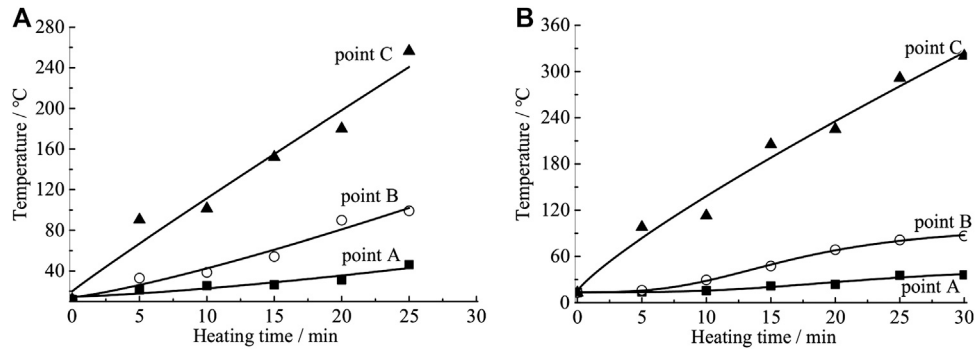 A
Temperature / °C
280
240
200
160
120
80
40
point C
point B
point A
0 5 10 15 20 25 30
Heating time / min
B
Temperature / °C
360
300
240
180
120
60
0
point C
point B
point A
0 5 10 15 20 25 30
Heating time / min